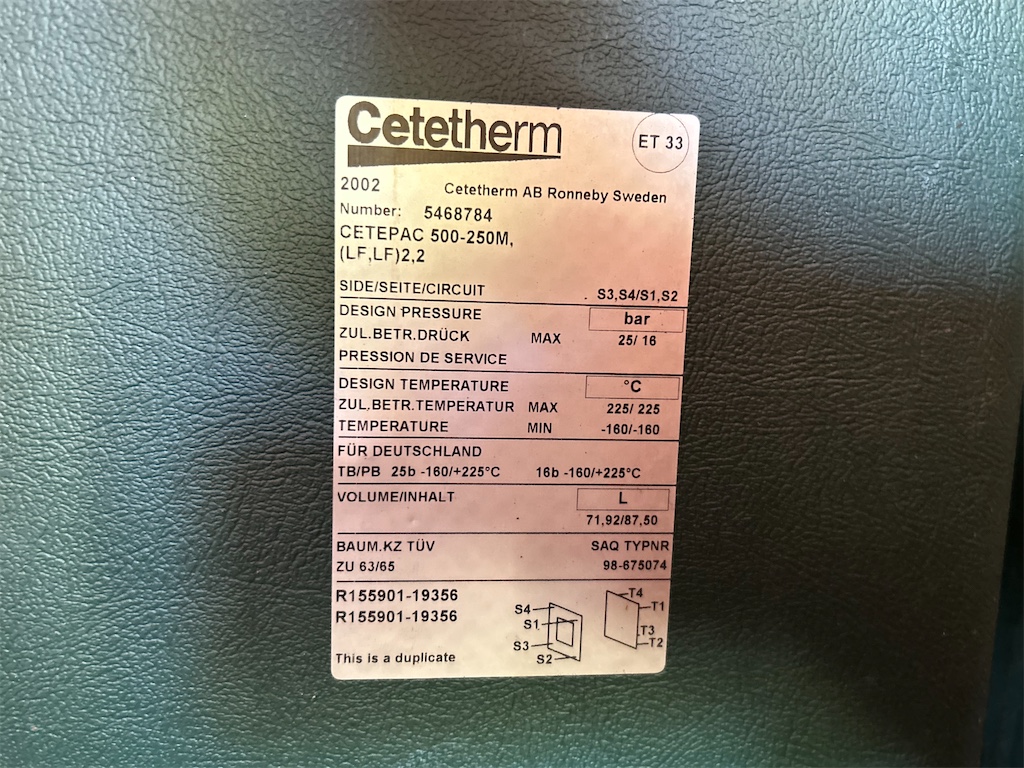 Cetetherm
ET 33
2002 Cetetherm AB Ronneby Sweden
Number: 5468784
CETEPAC 500-250M,
(LF,LF)2,2
SIDE/SEITE/CIRCUIT S3,S4/S1,S2
DESIGN PRESSURE bar
ZUL.BETR.DRÜCK MAX 25/ 16
PRESSION DE SERVICE
DESIGN TEMPERATURE °C
ZUL.BETR.TEMPERATUR MAX 225/ 225
TEMPERATURE MIN -160/-160
FÜR DEUTSCHLAND
TB/PB 25b -160/+225°C 16b -160/+225°C
VOLUME/INHALT L
71,92/87,50
BAUM.KZ TÜV SAQ TYPNR
ZU 63/65 98-675074
R155901-19356
R155901-19356
This is a duplicate
S4
S1
S3
S2
T4
T1
T3
T2